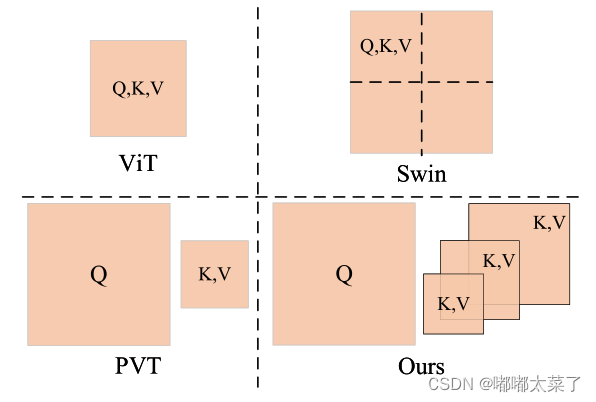 Q,K,V
ViT
Q,K,V
Swin
Q
K,V
PVT
Q
K,V
K,V
K,V
Ours
CSDN @嘟嘟太菜了